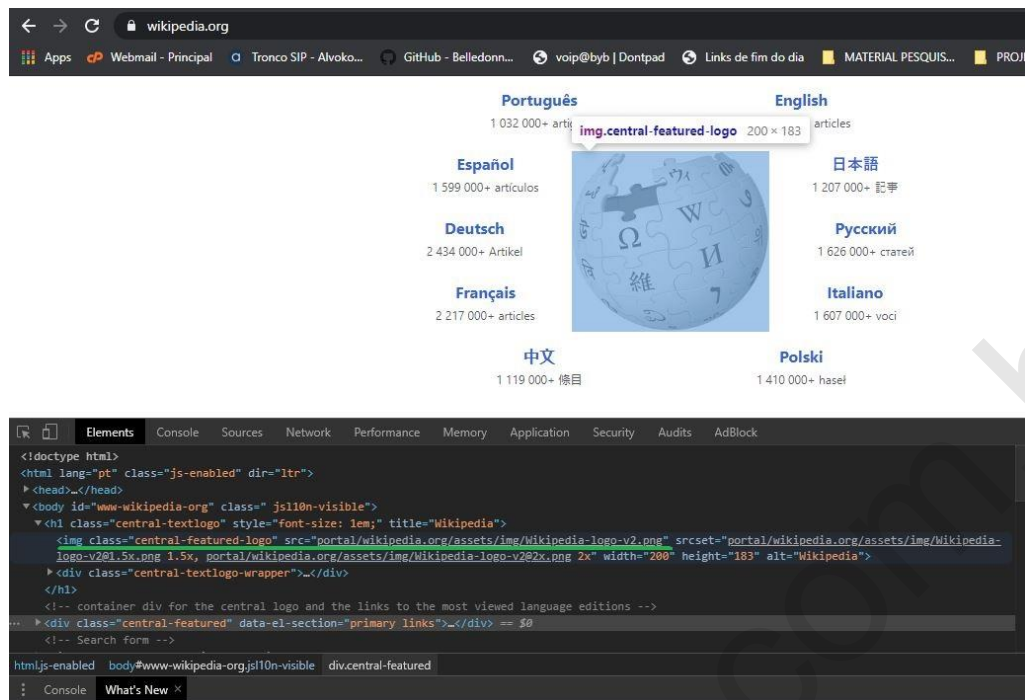 wikipedia.org
Apps Webmail - Principal Tronco SIP - Alvoko... GitHub - Belledonn... voip@byb | Dontpad Links de fim do dia MATERIAL PESQUIS...
Português English
1 032 000+ articles
img.central-featured-logo 200 × 183
Español 日本語
1 599 000+ artículos 1 207 000+ 記事
Deutsch Русский
2 434 000+ Artikel 1 626 000+ статей
Français Italiano
2 217 000+ articles 1 607 000+ voci
中文 Polski
1 119 000+ 條目 1 410 000+ haseł
Ω W И 維 7
Elements Console Sources Network Performance Memory Application Security Audits AdBlock
<!doctype html>
<html lang="pt" class="js-enabled" dir="ltr">
<head>…</head>
<body id="www-wikipedia-org" class=" jsl10n-visible">
<h1 class="central-textlogo" style="font-size: 1em;" title="Wikipedia">
<img class="central-featured-logo" src="portal/wikipedia.org/assets/img/Wikipedia-logo-v2.png" srcset="portal/wikipedia.org/assets/img/Wikipedia-
logo-v2@1.5x.png 1.5x, portal/wikipedia.org/assets/img/Wikipedia-logo-v2@2x.png 2x" width="200" height="183" alt="Wikipedia">
<div class="central-textlogo-wrapper">…</div>
</h1>
<!-- container div for the central logo and the links to the most viewed language editions -->
<div class="central-featured" data-el-section="primary links">…</div> == $0
<!-- Search form -->
html.js-enabled body#www-wikipedia-org.jsl10n-visible div.central-featured
Console What's New ×